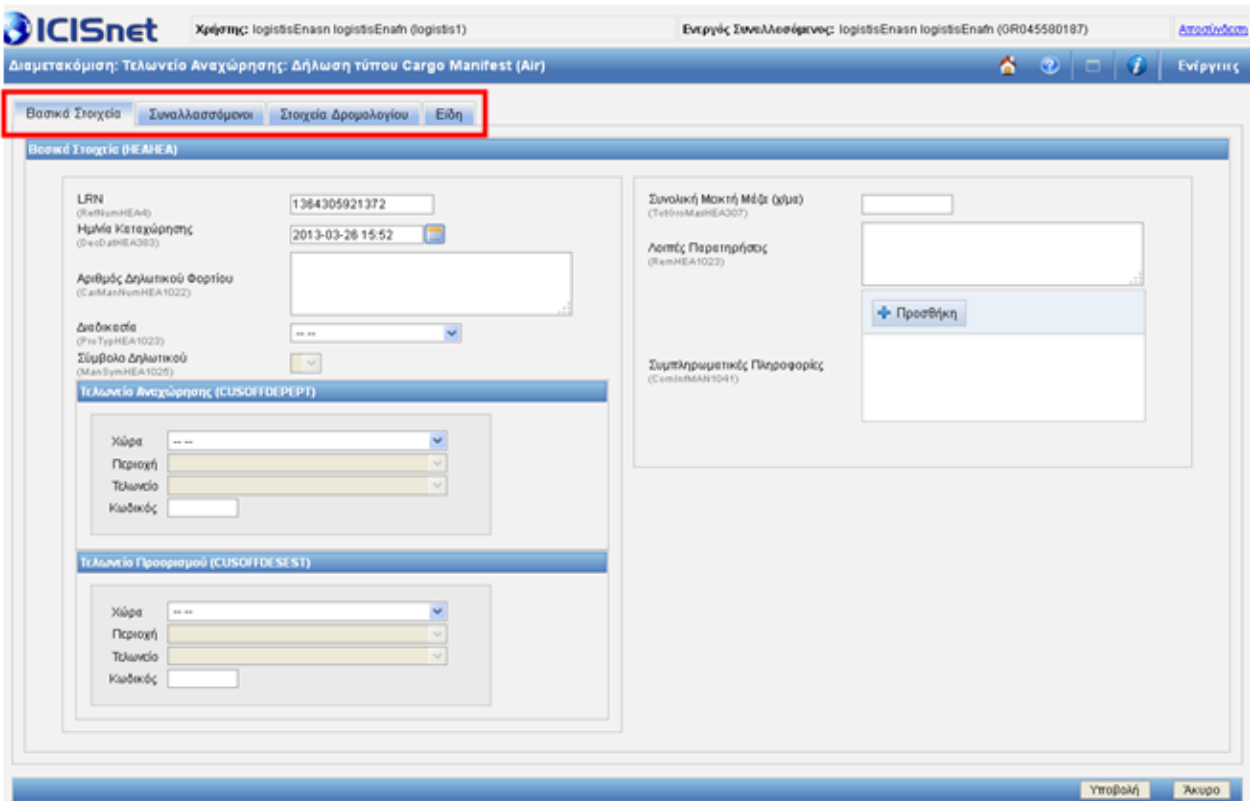 ICISnet
Χρήστης: logistisEnasn logistisEnafn (logistis1)
Ενεργός Συναλλασόμενος: logistisEnasn logistisEnafn (GR045580187)
Αποσύνδεση
Διαμετακόμιση: Τελωνείο Αναχώρησης: Δήλωση τύπου Cargo Manifest (Air)
Ενέργειες
Βασικά Στοιχεία Συναλλασσόμενοι Στοιχεία Δρομολογίου Είδη
Βασικά Στοιχεία (HEAHEA)
LRN
(RefNumHEA4)
1364305921372
Ημ/νία Καταχώρησης
(DecDatHEA383)
2013-03-26 15:52
Αριθμός Δηλωτικού Φορτίου
(CarManNumHEA1022)
Διαδικασία
(ProTypHEA1023)
-- --
Σύμβολο Δηλωτικού
(ManSymHEA1025)
Τελωνείο Αναχώρησης (CUSOFFDEPEPT)
Χώρα -- --
Περιοχή
Τελωνείο
Κωδικός
Τελωνείο Προορισμού (CUSOFFDESEST)
Χώρα -- --
Περιοχή
Τελωνείο
Κωδικός
Συνολική Μεικτή Μάζα (χ/μα)
(TotGroMasHEA307)
Λοιπές Παρατηρήσεις
(RemHEA1023)
Προσθήκη
Συμπληρωματικές Πληροφορίες
(ComInfMAN1041)
Υποβολή Άκυρο